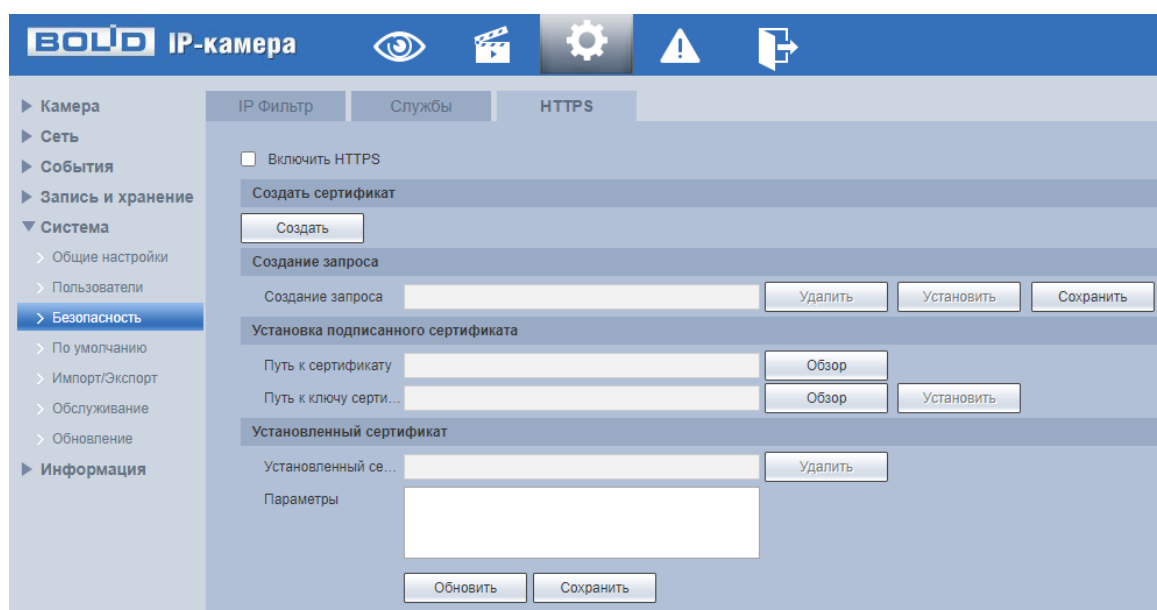 BOLID IP-камера
Камера
Сеть
События
Запись и хранение
Система
Общие настройки
Пользователи
Безопасность
По умолчанию
Импорт/Экспорт
Обслуживание
Обновление
Информация
IP Фильтр Службы HTTPS
Включить HTTPS
Создать сертификат
Создать
Создание запроса
Создание запроса Удалить Установить Сохранить
Установка подписанного сертификата
Путь к сертификату Обзор
Путь к ключу серти... Обзор Установить
Установленный сертификат
Установленный се... Удалить
Параметры
Обновить Сохранить